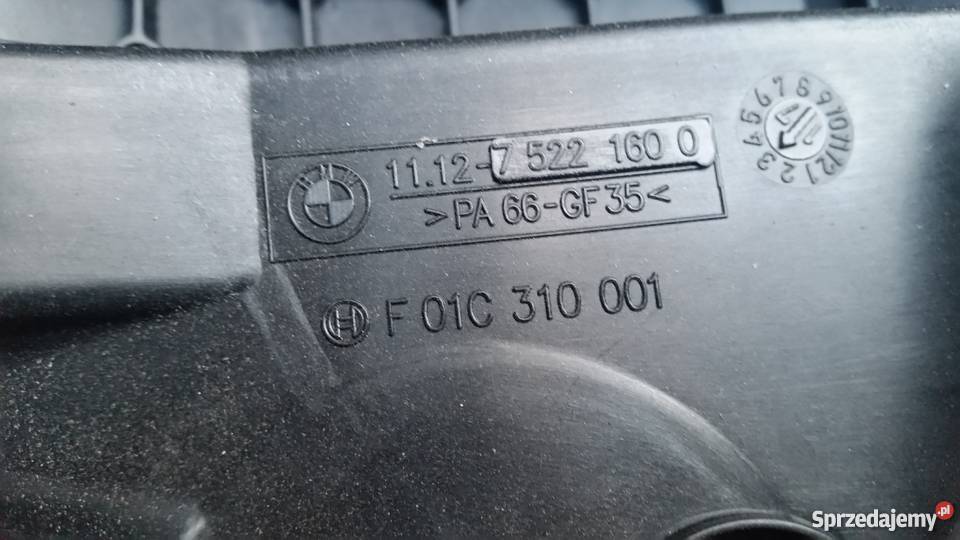 11.12-7 522 160 0
>PA 66-GF35<
F 01C 310 001
1 2 3 4 5 6 7 8 9 10 11 12
BMW
Sprzedajemy.pl